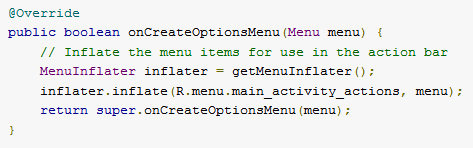 @Override
public boolean onCreateOptionsMenu(Menu menu) {
    // Inflate the menu items for use in the action bar
    MenuInflater inflater = getMenuInflater();
    inflater.inflate(R.menu.main_activity_actions, menu);
    return super.onCreateOptionsMenu(menu);
}